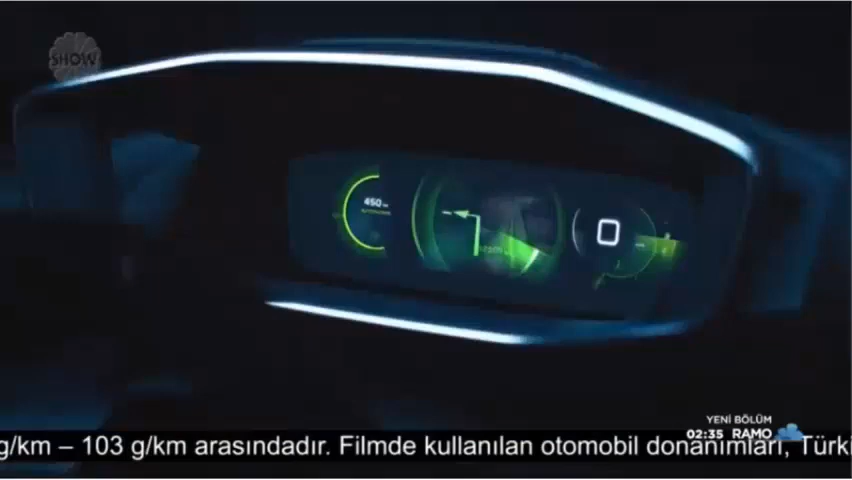 SHOW
450
0
YENİ BÖLÜM
02:35 RAMO
g/km – 103 g/km arasındadır. Filmde kullanılan otomobil donanımları, Türki